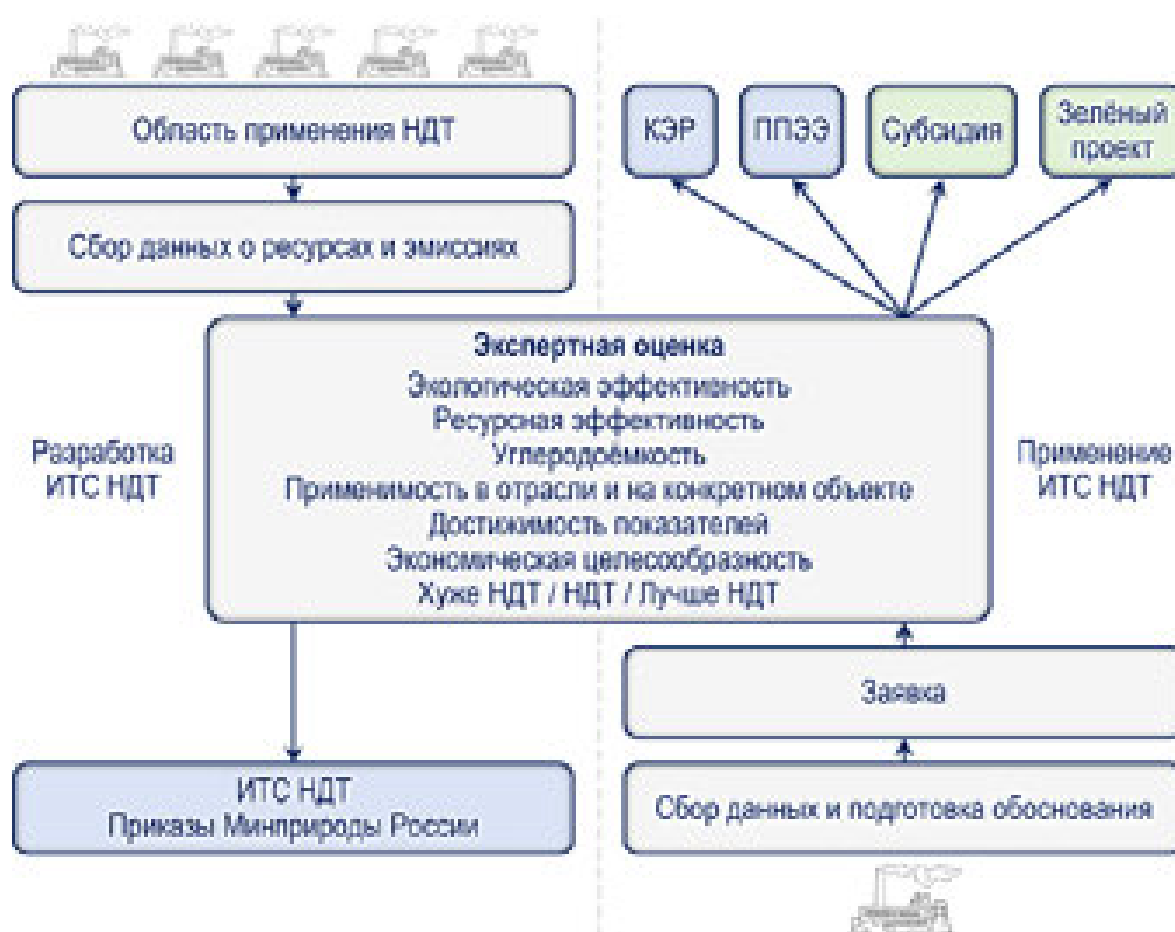 Область применения НДТ
Сбор данных о ресурсах и эмиссиях
КЭР
ППЭЭ
Субсидия
Зелёный
проект
Экспертная оценка
Экологическая эффективность
Ресурсная эффективность
Углеродоёмкость
Применимость в отрасли и на конкретном объекте
Достижимость показателей
Экономическая целесообразность
Хуже НДТ / НДТ / Лучше НДТ
Разработка
ИТС НДТ
Применение
ИТС НДТ
ИТС НДТ
Приказы Минприроды России
Заявка
Сбор данных и подготовка обоснования